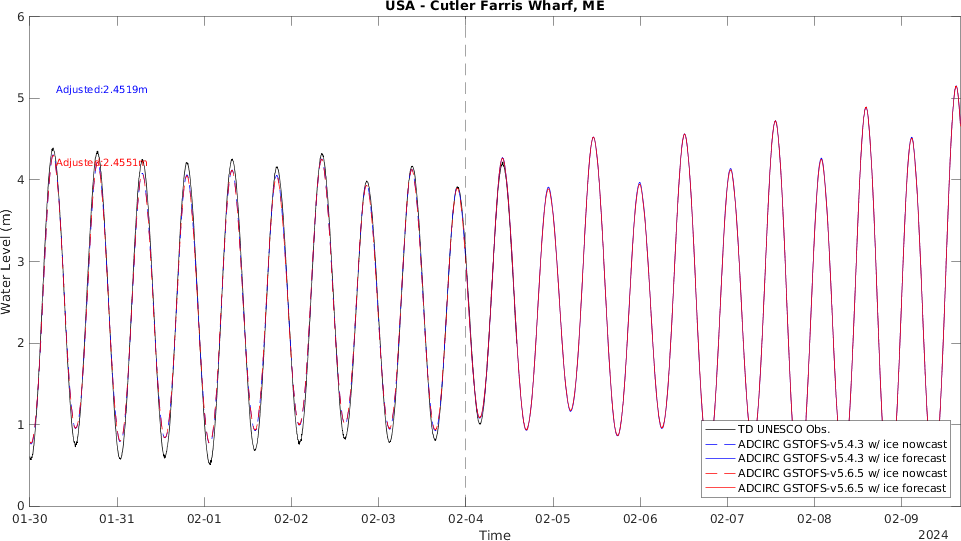 USA - Cutler Farris Wharf, ME
6
5
4
3
2
1
0
Water Level (m)
Adjusted:2.4519m
Adjusted:2.4551m
TD UNESCO Obs.
ADCIRC GSTOFS-v5.4.3 w/ ice nowcast
ADCIRC GSTOFS-v5.4.3 w/ ice forecast
ADCIRC GSTOFS-v5.6.5 w/ ice nowcast
ADCIRC GSTOFS-v5.6.5 w/ ice forecast
01-30 01-31 02-01 02-02 02-03 02-04 02-05 02-06 02-07 02-08 02-09
Time
2024